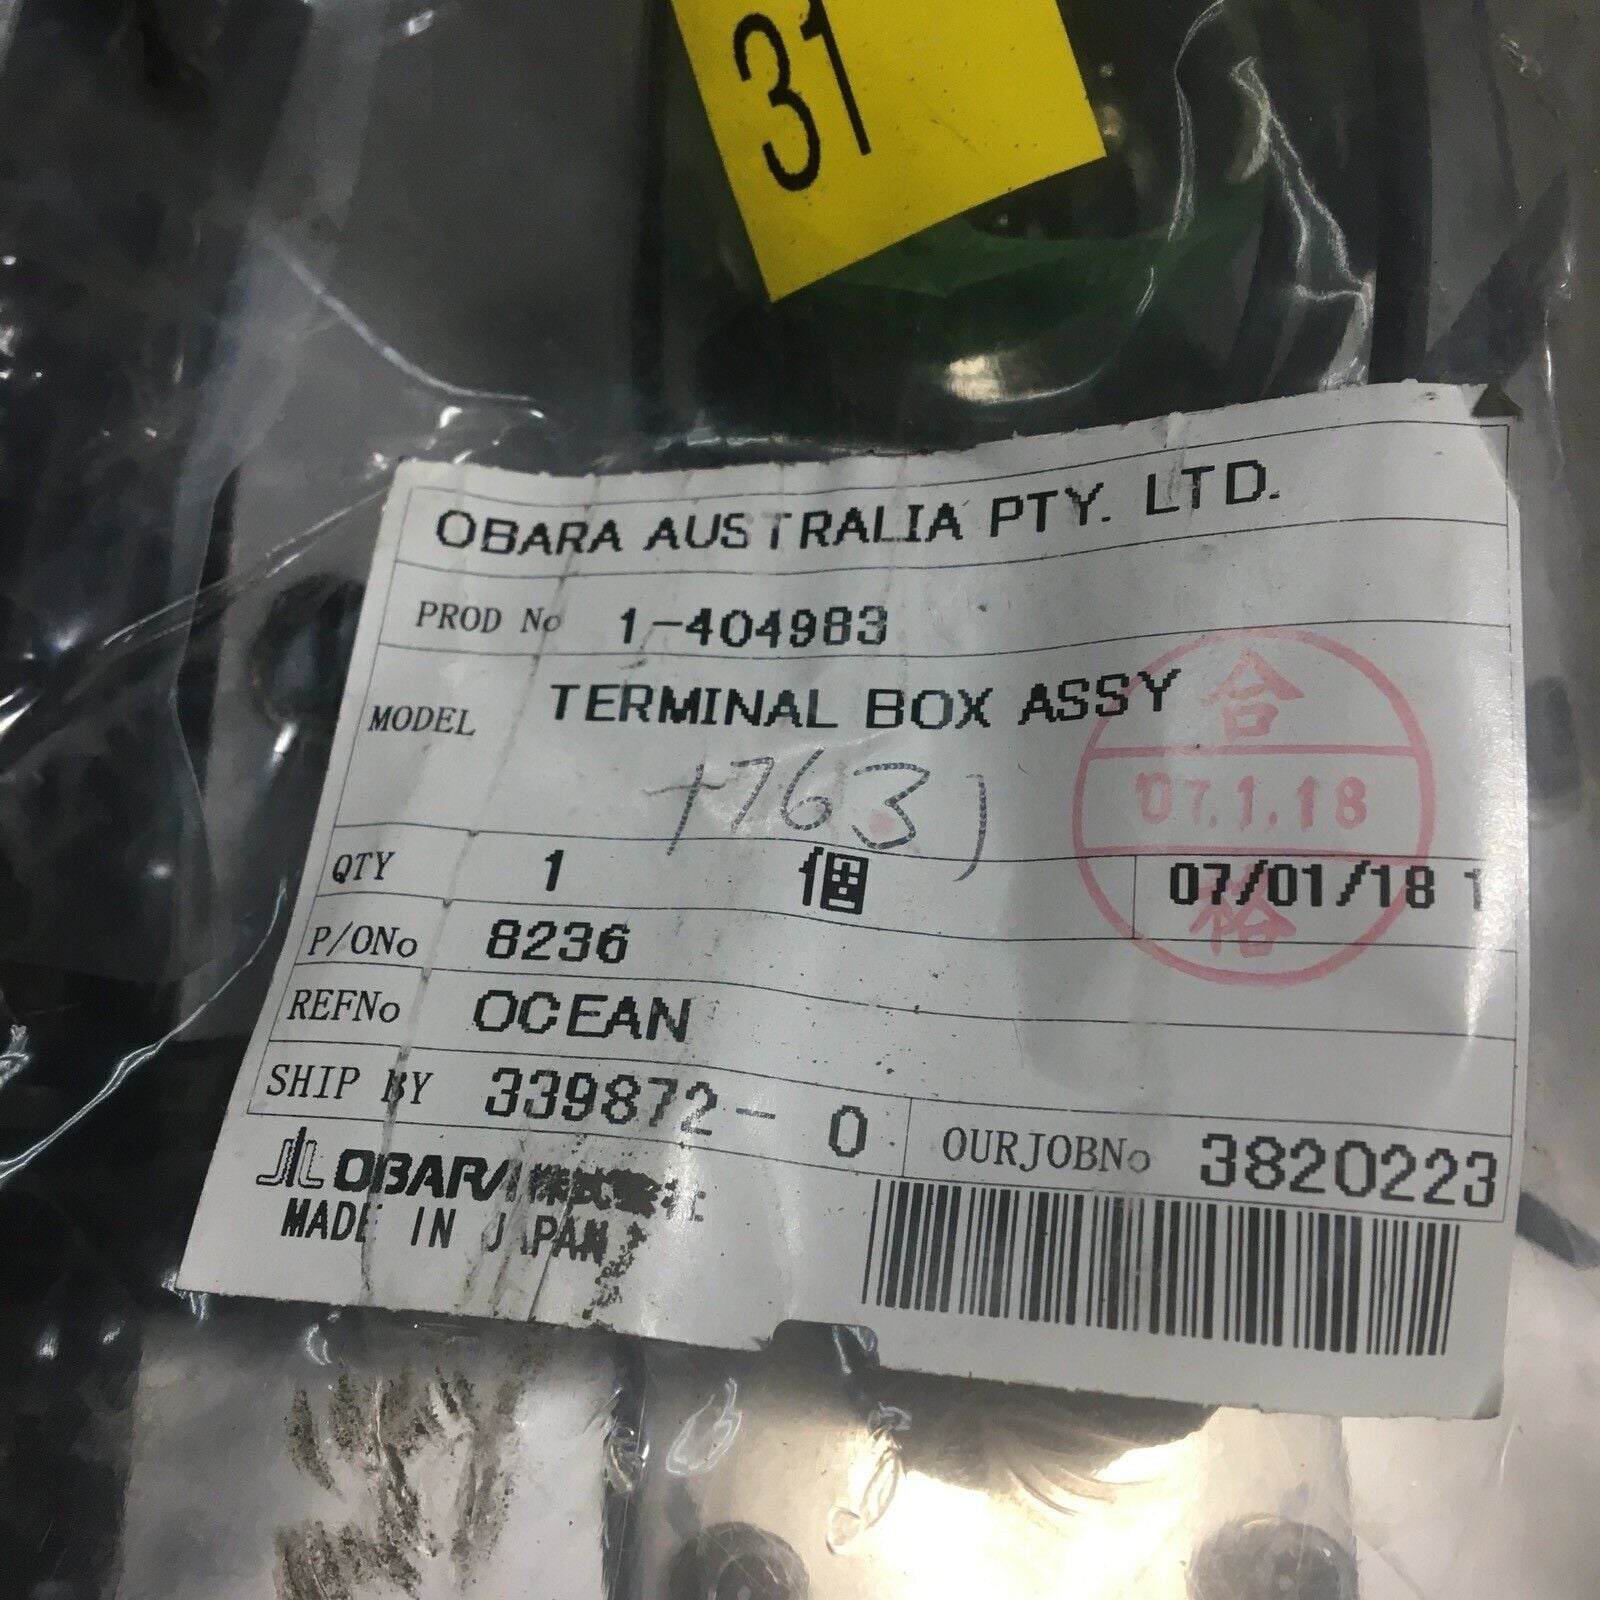 31
OBARA AUSTRALIA PTY. LTD.
PROD No 1-404983
MODEL TERMINAL BOX ASSY
合
07.1.18
格
QTY 1 個 07/01/18 1
P/ONo 8236
REFNo OCEAN
SHIP BY 339872- 0 OURJOBNo 3820223
OBARA
MADE IN JAPAN